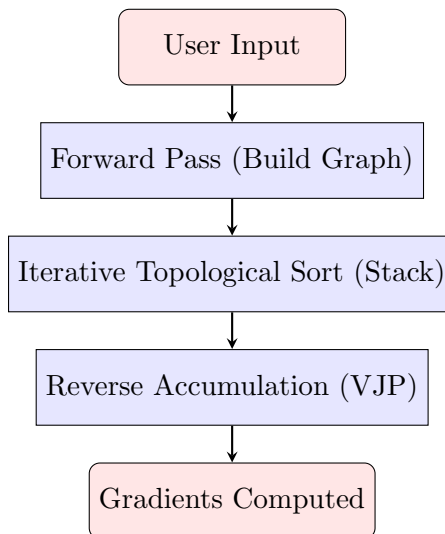 User Input
Forward Pass (Build Graph)
Iterative Topological Sort (Stack)
Reverse Accumulation (VJP)
Gradients Computed